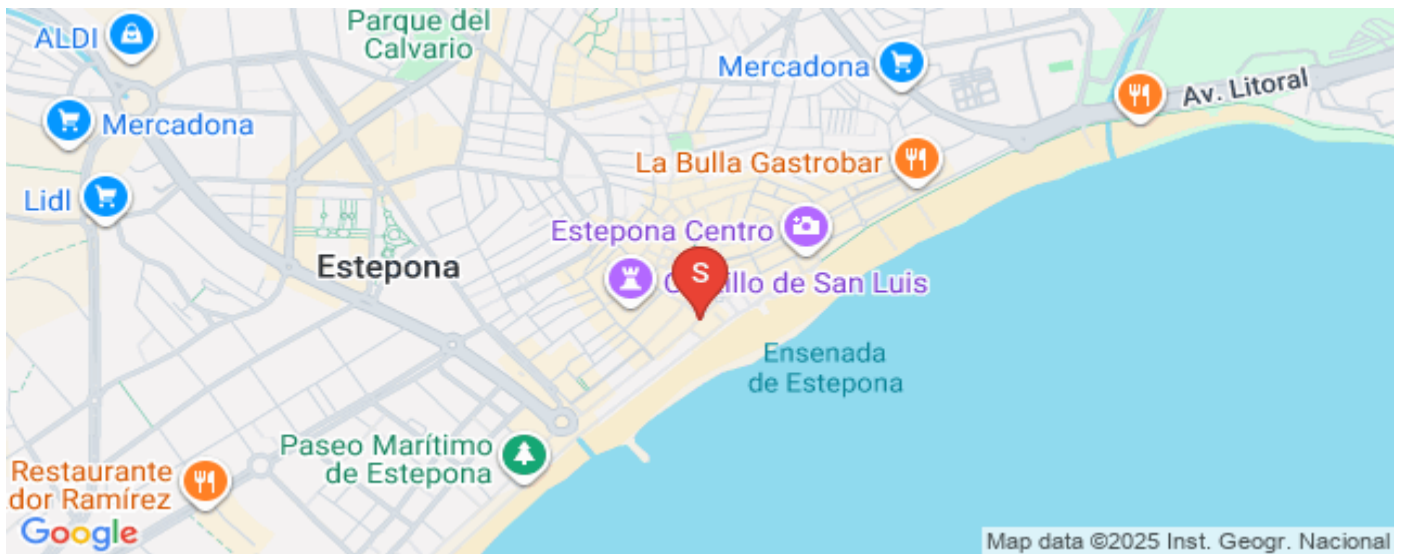 Parque del
Calvario
ALDI
Mercadona
Mercadona
Av. Litoral
La Bulla Gastrobar
Lidl
Estepona Centro
Estepona
S
illo de San Luis
Ensenada
de Estepona
Paseo Marítimo
de Estepona
Restaurante
dor Ramírez
Google
Map data ©2025 Inst. Geogr. Nacional